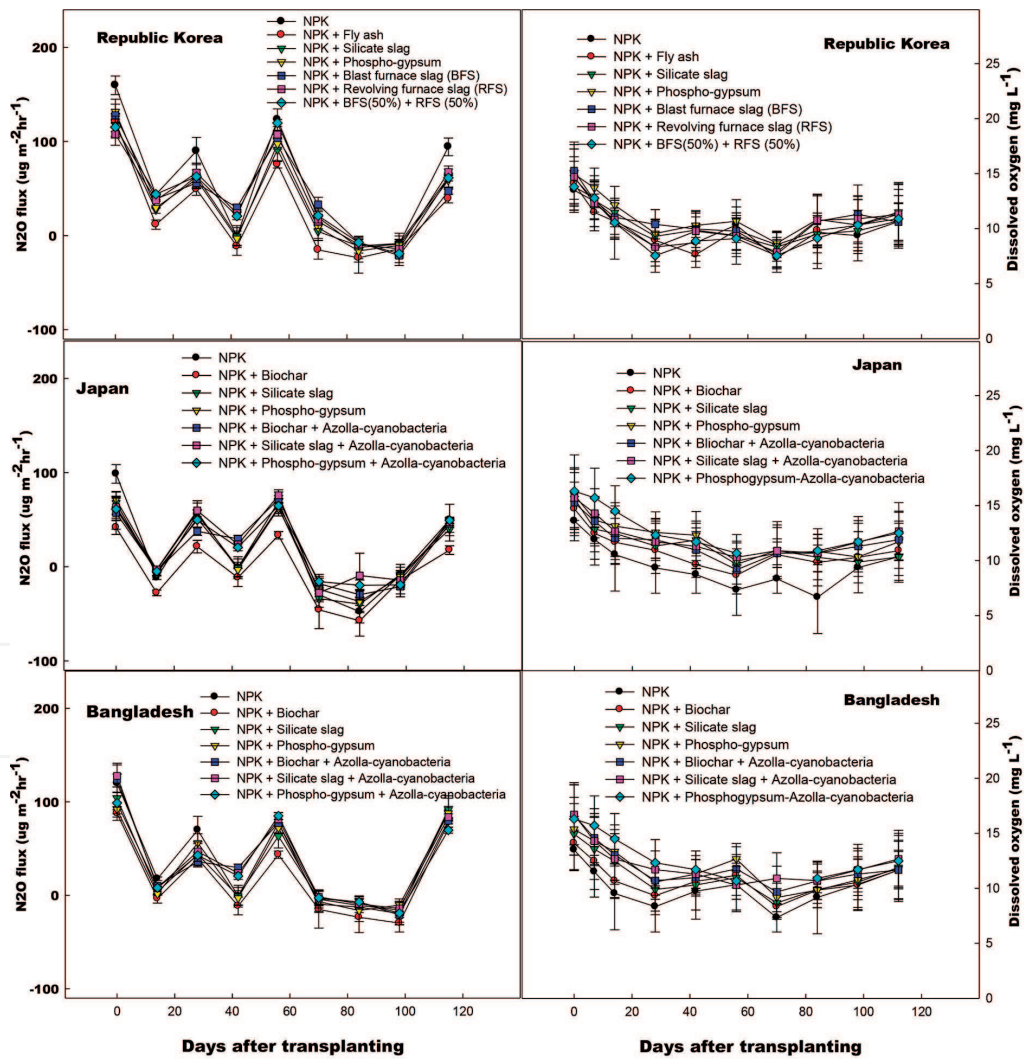 Republic Korea
NPK
NPK + Fly ash
NPK + Silicate slag
NPK + Phospho-gypsum
NPK + Blast furnace slag (BFS)
NPK + Revolving furnace slag (RFS)
NPK + BFS(50%) + RFS (50%)
200
100
0
-100
N2O flux (ug m-2hr-1)
Republic Korea
NPK
NPK + Fly ash
NPK + Silicate slag
NPK + Phospho-gypsum
NPK + Blast furnace slag (BFS)
NPK + Revolving furnace slag (RFS)
NPK + BFS(50%) + RFS (50%)
25
20
15
10
5
0
Dissolved oxygen (mg L-1)
Japan
NPK
NPK + Biochar
NPK + Silicate slag
NPK + Phospho-gypsum
NPK + Biochar + Azolla-cyanobacteria
NPK + Silicate slag + Azolla-cyanobacteria
NPK + Phospho-gypsum + Azolla-cyanobacteria
200
100
0
-100
N2O flux (ug m-2hr-1)
Japan
NPK
NPK + Biochar
NPK + Silicate slag
NPK + Phospho-gypsum
NPK + Biochar + Azolla-cyanobacteria
NPK + Silicate slag + Azolla-cyanobacteria
NPK + Phosphogypsum-Azolla-cyanobacteria
25
20
15
10
5
0
Dissolved oxygen (mg L-1)
Bangladesh
NPK
NPK + Biochar
NPK + Silicate slag
NPK + Phospho-gypsum
NPK + Biochar + Azolla-cyanobacteria
NPK + Silicate slag + Azolla-cyanobacteria
NPK + Phospho-gypsum + Azolla-cyanobacteria
200
100
0
-100
N2O flux (ug m-2hr-1)
0 20 40 60 80 100 120
Days after transplanting
Bangladesh
NPK
NPK + Biochar
NPK + Silicate slag
NPK + Phospho-gypsum
NPK + Bliochar + Azolla-cyanobacteria
NPK + Silicate slag + Azolla-cyanobacteria
NPK + Phosphogypsum-Azolla-cyanobacteria
25
20
15
10
5
0
Dissolved oxygen (mg L-1)
0 20 40 60 80 100 120
Days after transplanting